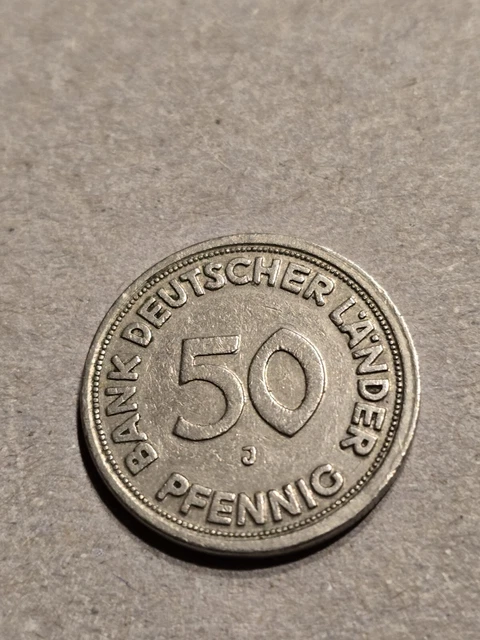 BANK DEUTSCHER LÄNDER
50
J
PFENNIG